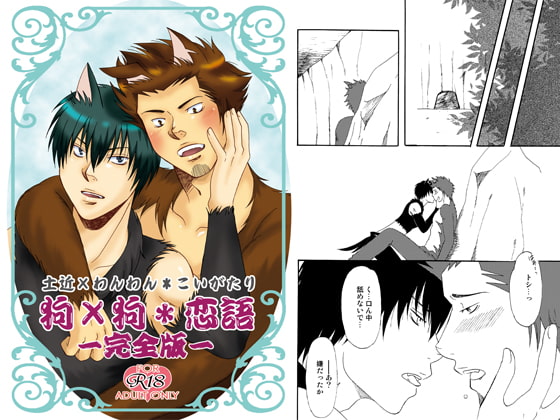 土近×わんわん*こいがたり
狗×狗*恋語
ー完全版ー
FOR
R18
ADULT ONLY
トシ…っ
く…口ん中
舐めないで…
──あ?
嫌だったか